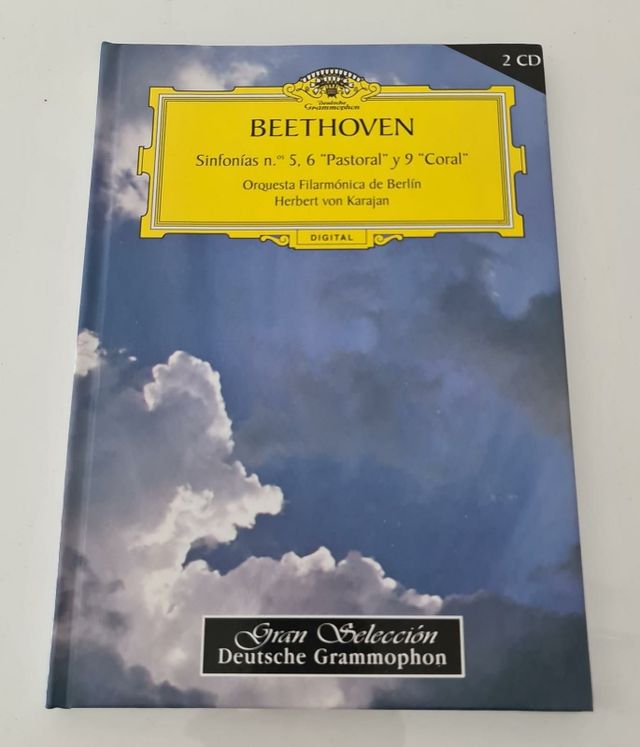 2 CD
Deutsche
Grammophon
BEETHOVEN
Sinfonías n.ºˢ 5, 6 "Pastoral" y 9 "Coral"
Orquesta Filarmónica de Berlín
Herbert von Karajan
DIGITAL
Gran Selección
Deutsche Grammophon